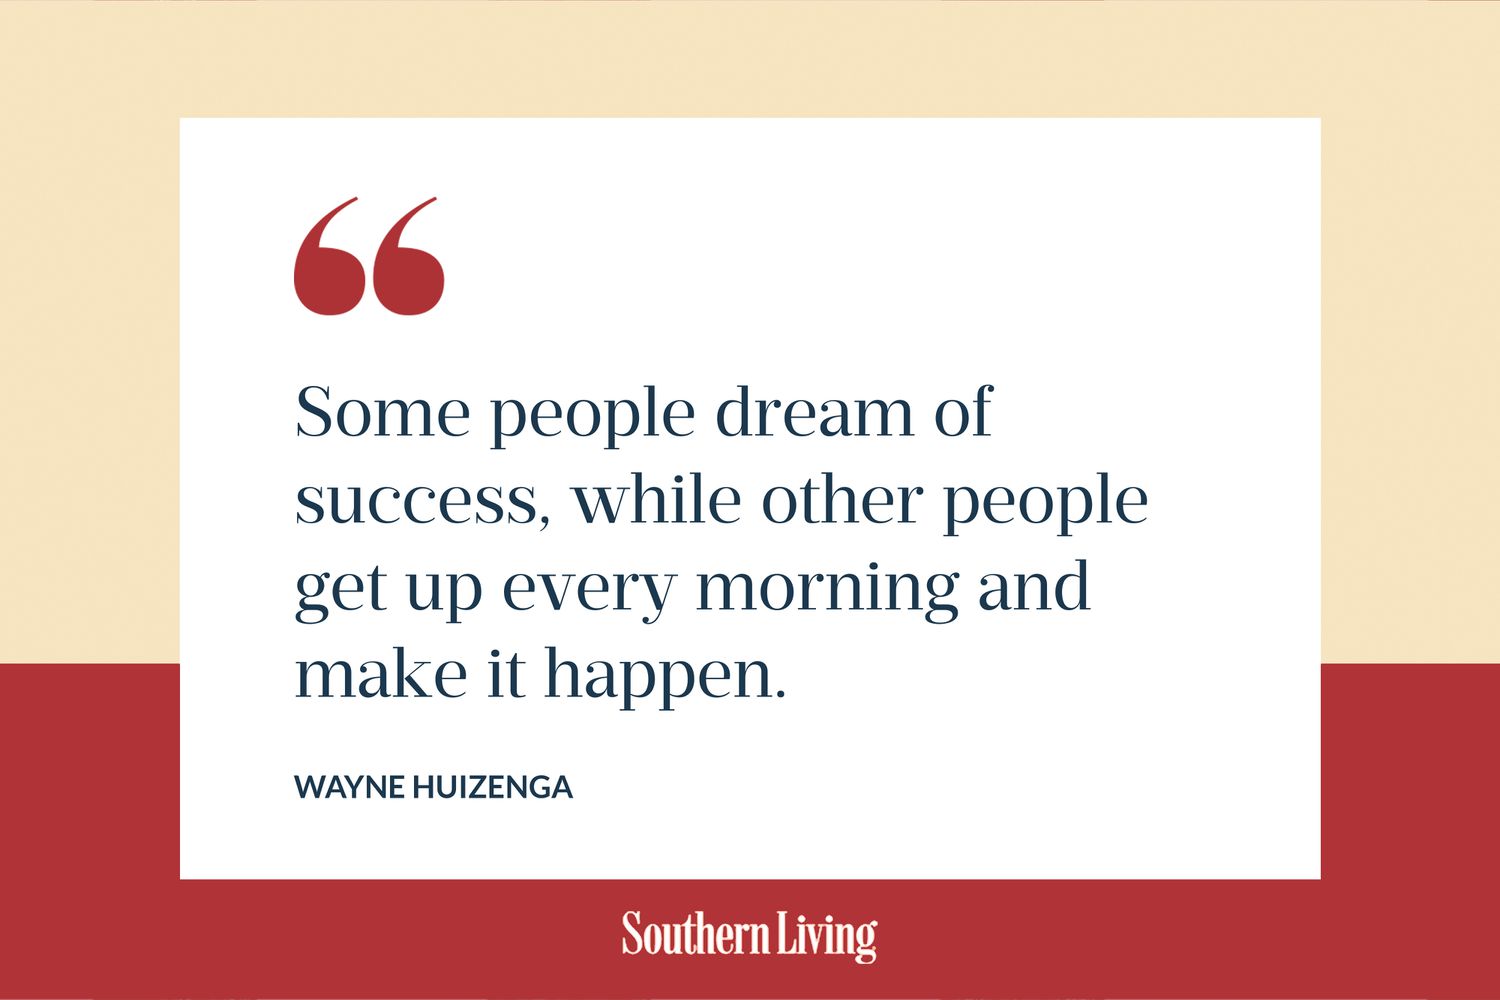 “
Some people dream of
success, while other people
get up every morning and
make it happen.
WAYNE HUIZENGA
Southern Living